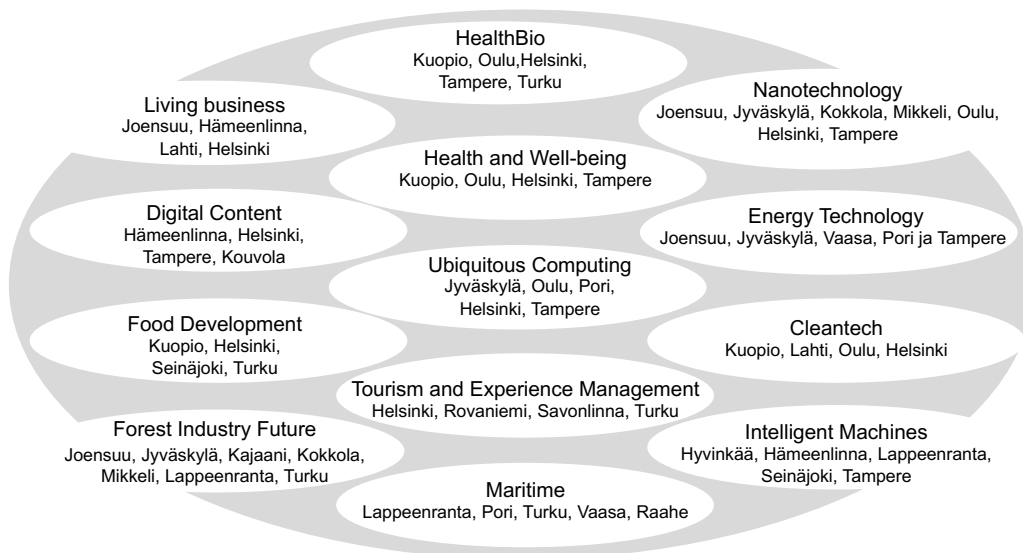 HealthBio
Kuopio, Oulu,Helsinki,
Tampere, Turku
Living business
Joensuu, Hämeenlinna,
Lahti, Helsinki
Nanotechnology
Joensuu, Jyväskylä, Kokkola, Mikkeli, Oulu,
Helsinki, Tampere
Health and Well-being
Kuopio, Oulu, Helsinki, Tampere
Digital Content
Hämeenlinna, Helsinki,
Tampere, Kouvola
Energy Technology
Joensuu, Jyväskylä, Vaasa, Pori ja Tampere
Ubiquitous Computing
Jyväskylä, Oulu, Pori,
Helsinki, Tampere
Food Development
Kuopio, Helsinki,
Seinäjoki, Turku
Cleantech
Kuopio, Lahti, Oulu, Helsinki
Tourism and Experience Management
Helsinki, Rovaniemi, Savonlinna, Turku
Forest Industry Future
Joensuu, Jyväskylä, Kajaani, Kokkola,
Mikkeli, Lappeenranta, Turku
Intelligent Machines
Hyvinkää, Hämeenlinna, Lappeenranta,
Seinäjoki, Tampere
Maritime
Lappeenranta, Pori, Turku, Vaasa, Raahe